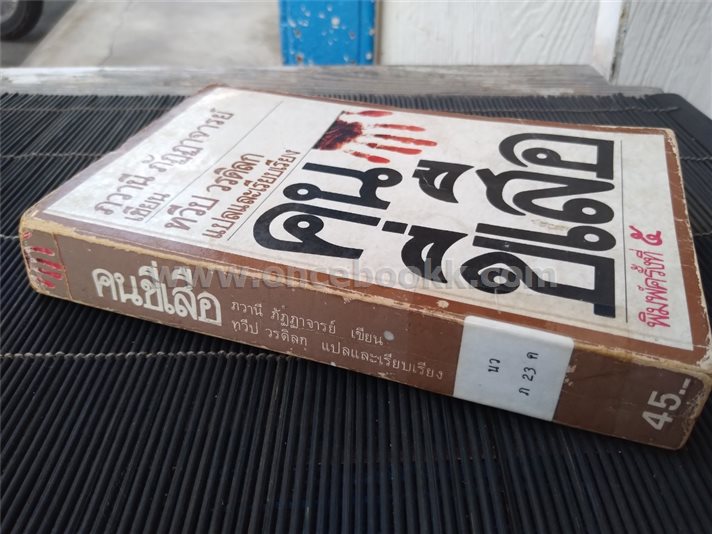 ภวานี ภัฏฏาจารย์
เขียน
ทวีป วรดิลก
แปลและเรียบเรียง
คน
ขี่เสือ
พิมพ์ครั้งที่ ๕
คนขี่เสือ
ภวานี ภัฏฏาจารย์ เขียน
ทวีป วรดิลก แปลและเรียบเรียง
นว
ภ 23 ค
45.-
www.oncebookk.com